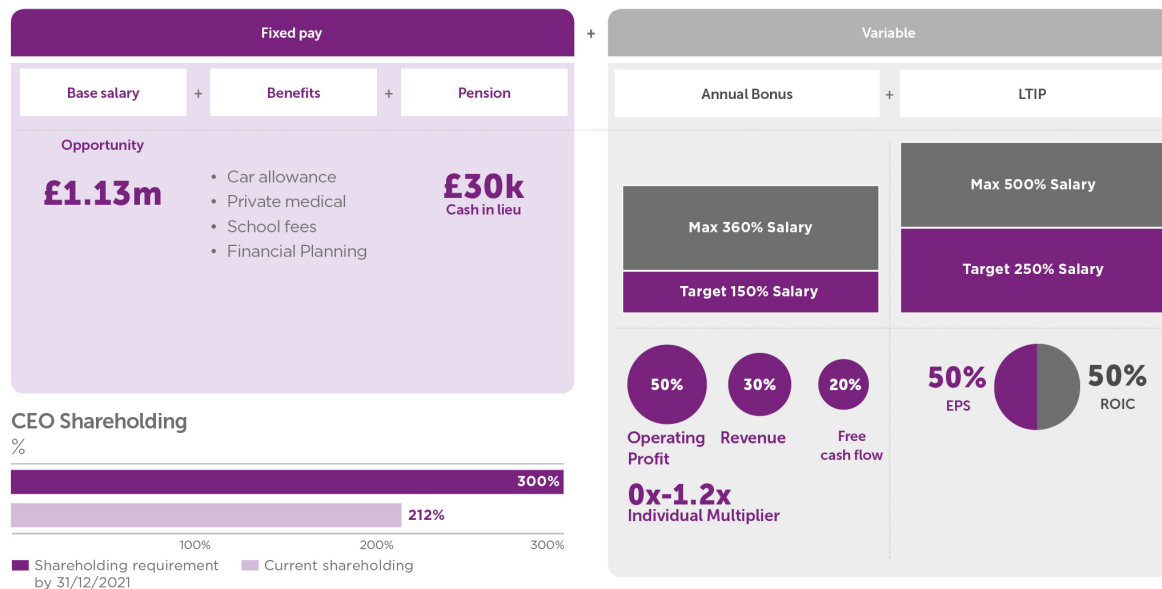 Fixed pay
+
Variable
Base salary
+
Benefits
+
Pension
Annual Bonus
+
LTIP
Opportunity
£1.13m
• Car allowance
• Private medical
• School fees
• Financial Planning
£30k
Cash in lieu
Max 360% Salary
Target 150% Salary
Max 500% Salary
Target 250% Salary
50%
30%
20%
Operating
Profit
Revenue
Free
cash flow
0x-1.2x
Individual Multiplier
50%
EPS
50%
ROIC
CEO Shareholding
%
300%
212%
100%
200%
300%
Shareholding requirement
by 31/12/2021
Current shareholding